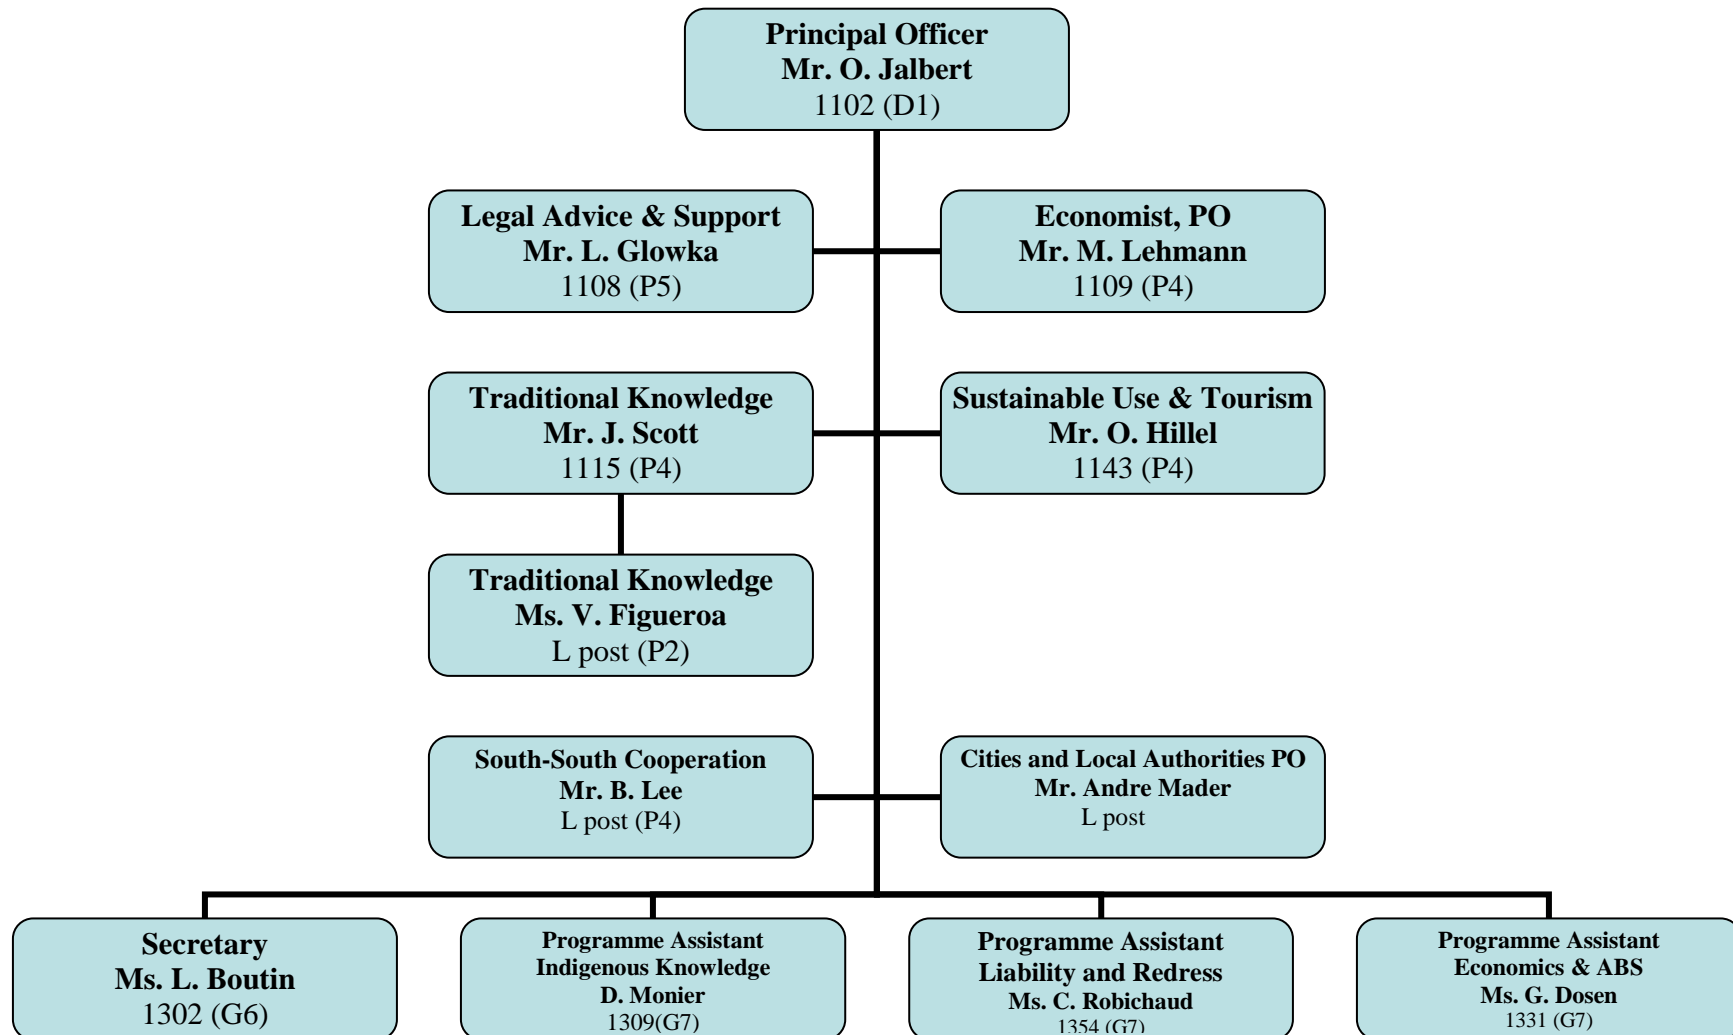 Principal Officer
Mr. O. Jalbert
1102 (D1)
Legal Advice & Support
Mr. L. Glowka
1108 (P5)
Economist, PO
Mr. M. Lehmann
1109 (P4)
Traditional Knowledge
Mr. J. Scott
1115 (P4)
Sustainable Use & Tourism
Mr. O. Hillel
1143 (P4)
Traditional Knowledge
Ms. V. Figueroa
L post (P2)
South-South Cooperation
Mr. B. Lee
L post (P4)
Cities and Local Authorities PO
Mr. Andre Mader
L post
Secretary
Ms. L. Boutin
1302 (G6)
Programme Assistant
Indigenous Knowledge
D. Monier
1309(G7)
Programme Assistant
Liability and Redress
Ms. C. Robichaud
1354 (G7)
Programme Assistant
Economics & ABS
Ms. G. Dosen
1331 (G7)